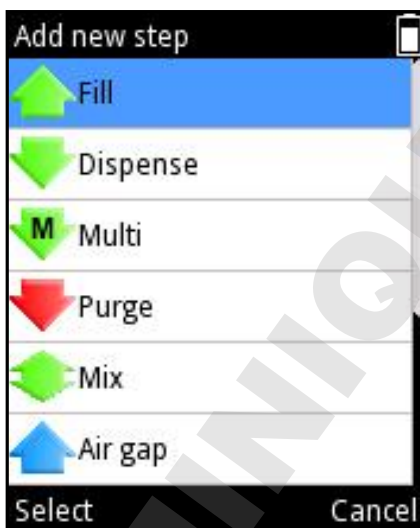 Add new step
Fill
Dispense
M Multi
Purge
Mix
Air gap
Select Cancel